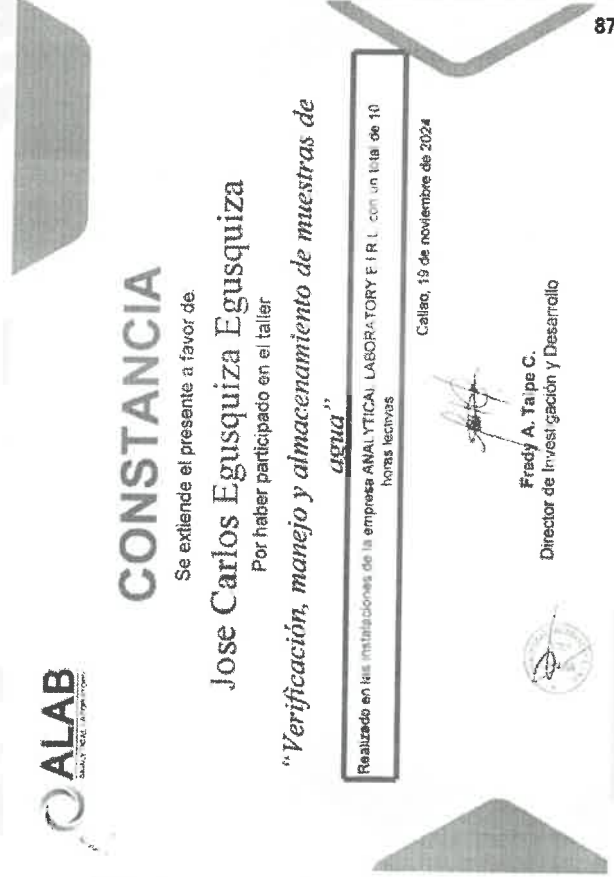 ALAB
ANALYTICAL LABORATORY
CONSTANCIA
Se extiende el presente a favor de:
Jose Carlos Egusquiza Egusquiza
Por haber participado en el taller
“Verificación, manejo y almacenamiento de muestras de
agua”
Realizado en las instalaciones de la empresa ANALYTICAL LABORATORY E I R L con un total de 10
horas lectivas
Callao, 19 de noviembre de 2024
Fredy A. Taipe C.
Director de Investigación y Desarrollo
87